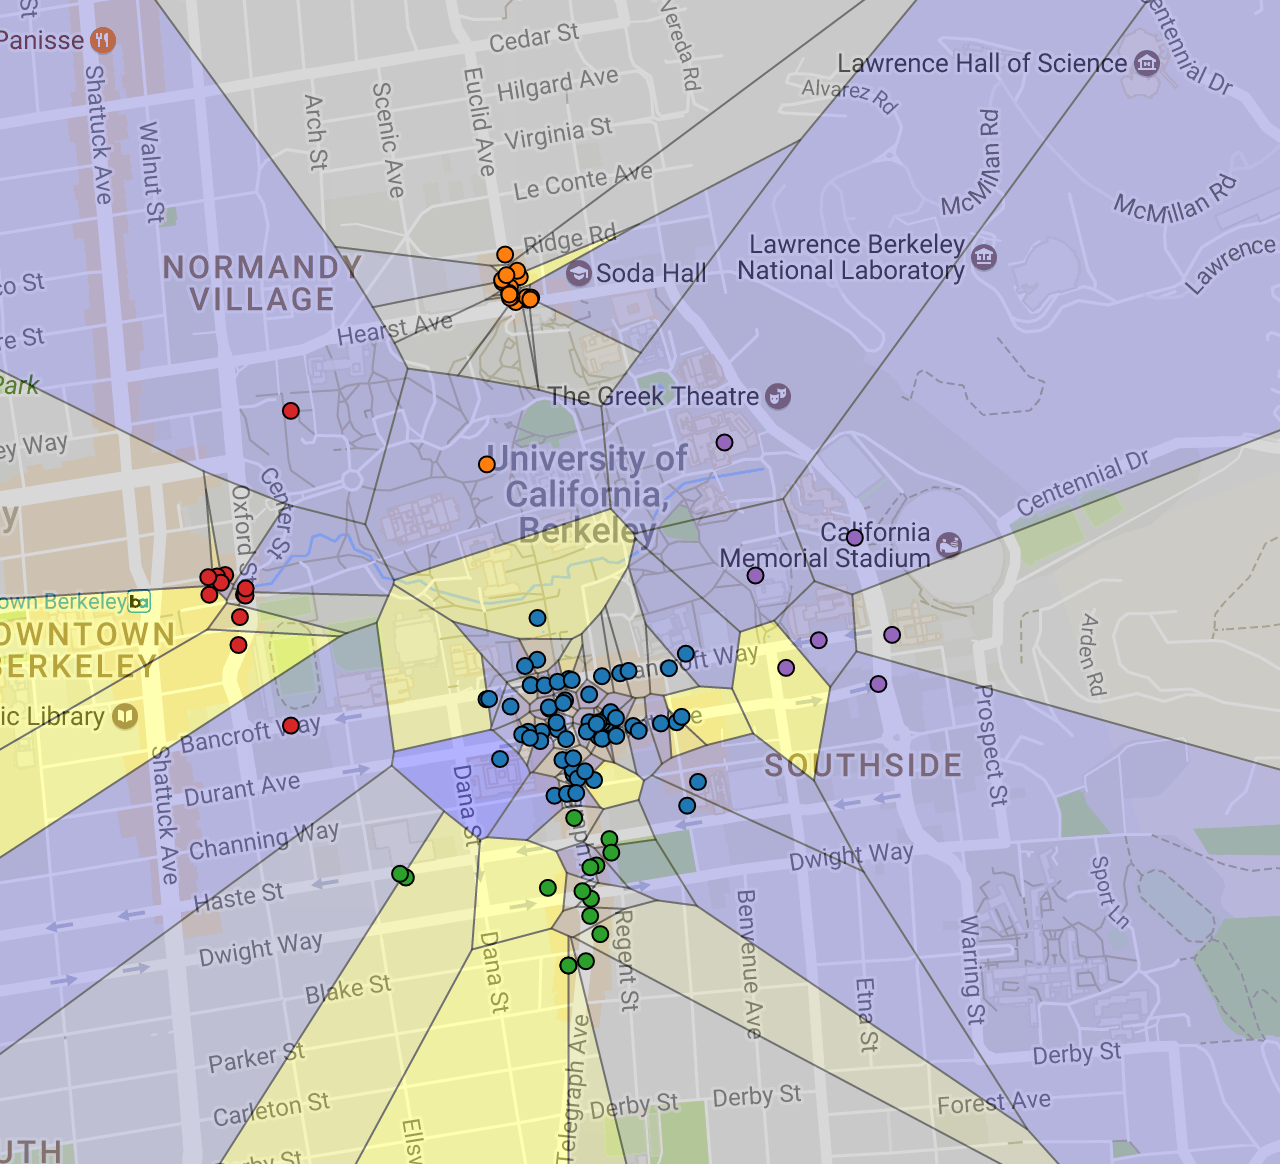 Panisse
St
Cedar St
Vereda Rd
Centennial Dr
Lawrence Hall of Science
Hilgard Ave
Alvarez Rd
Shattuck Ave
Walnut St
Arch St
Scenic Ave
Euclid Ave
Virginia St
McMillan Rd
Le Conte Ave
McMillan Rd
Ridge Rd
Lawrence Berkeley
National Laboratory
Lawrence
Soda Hall
NORMANDY
VILLAGE
co St
re St
Hearst Ave
Park
The Greek Theatre
ey Way
University of
California,
Berkeley
Centennial Dr
Center St
Oxford St
y
California
Memorial Stadium
own Berkeley
ba
OWNTOWN
BERKELEY
Arden Rd
Bancroft Way
ic Library
Bancroft Way
SOUTHSIDE
Prospect St
Shattuck Ave
Durant Ave
Dana St
Channing Way
Dwight Way
Haste St
Sport Ln
Dwight Way
Regent St
Benvenue Ave
Warring St
Dana St
Blake St
Etna St
Parker St
Derby St
Telegraph Ave
Carleton St
Derby St
Derby St
Forest Ave
Ellsw
UTH
rby St